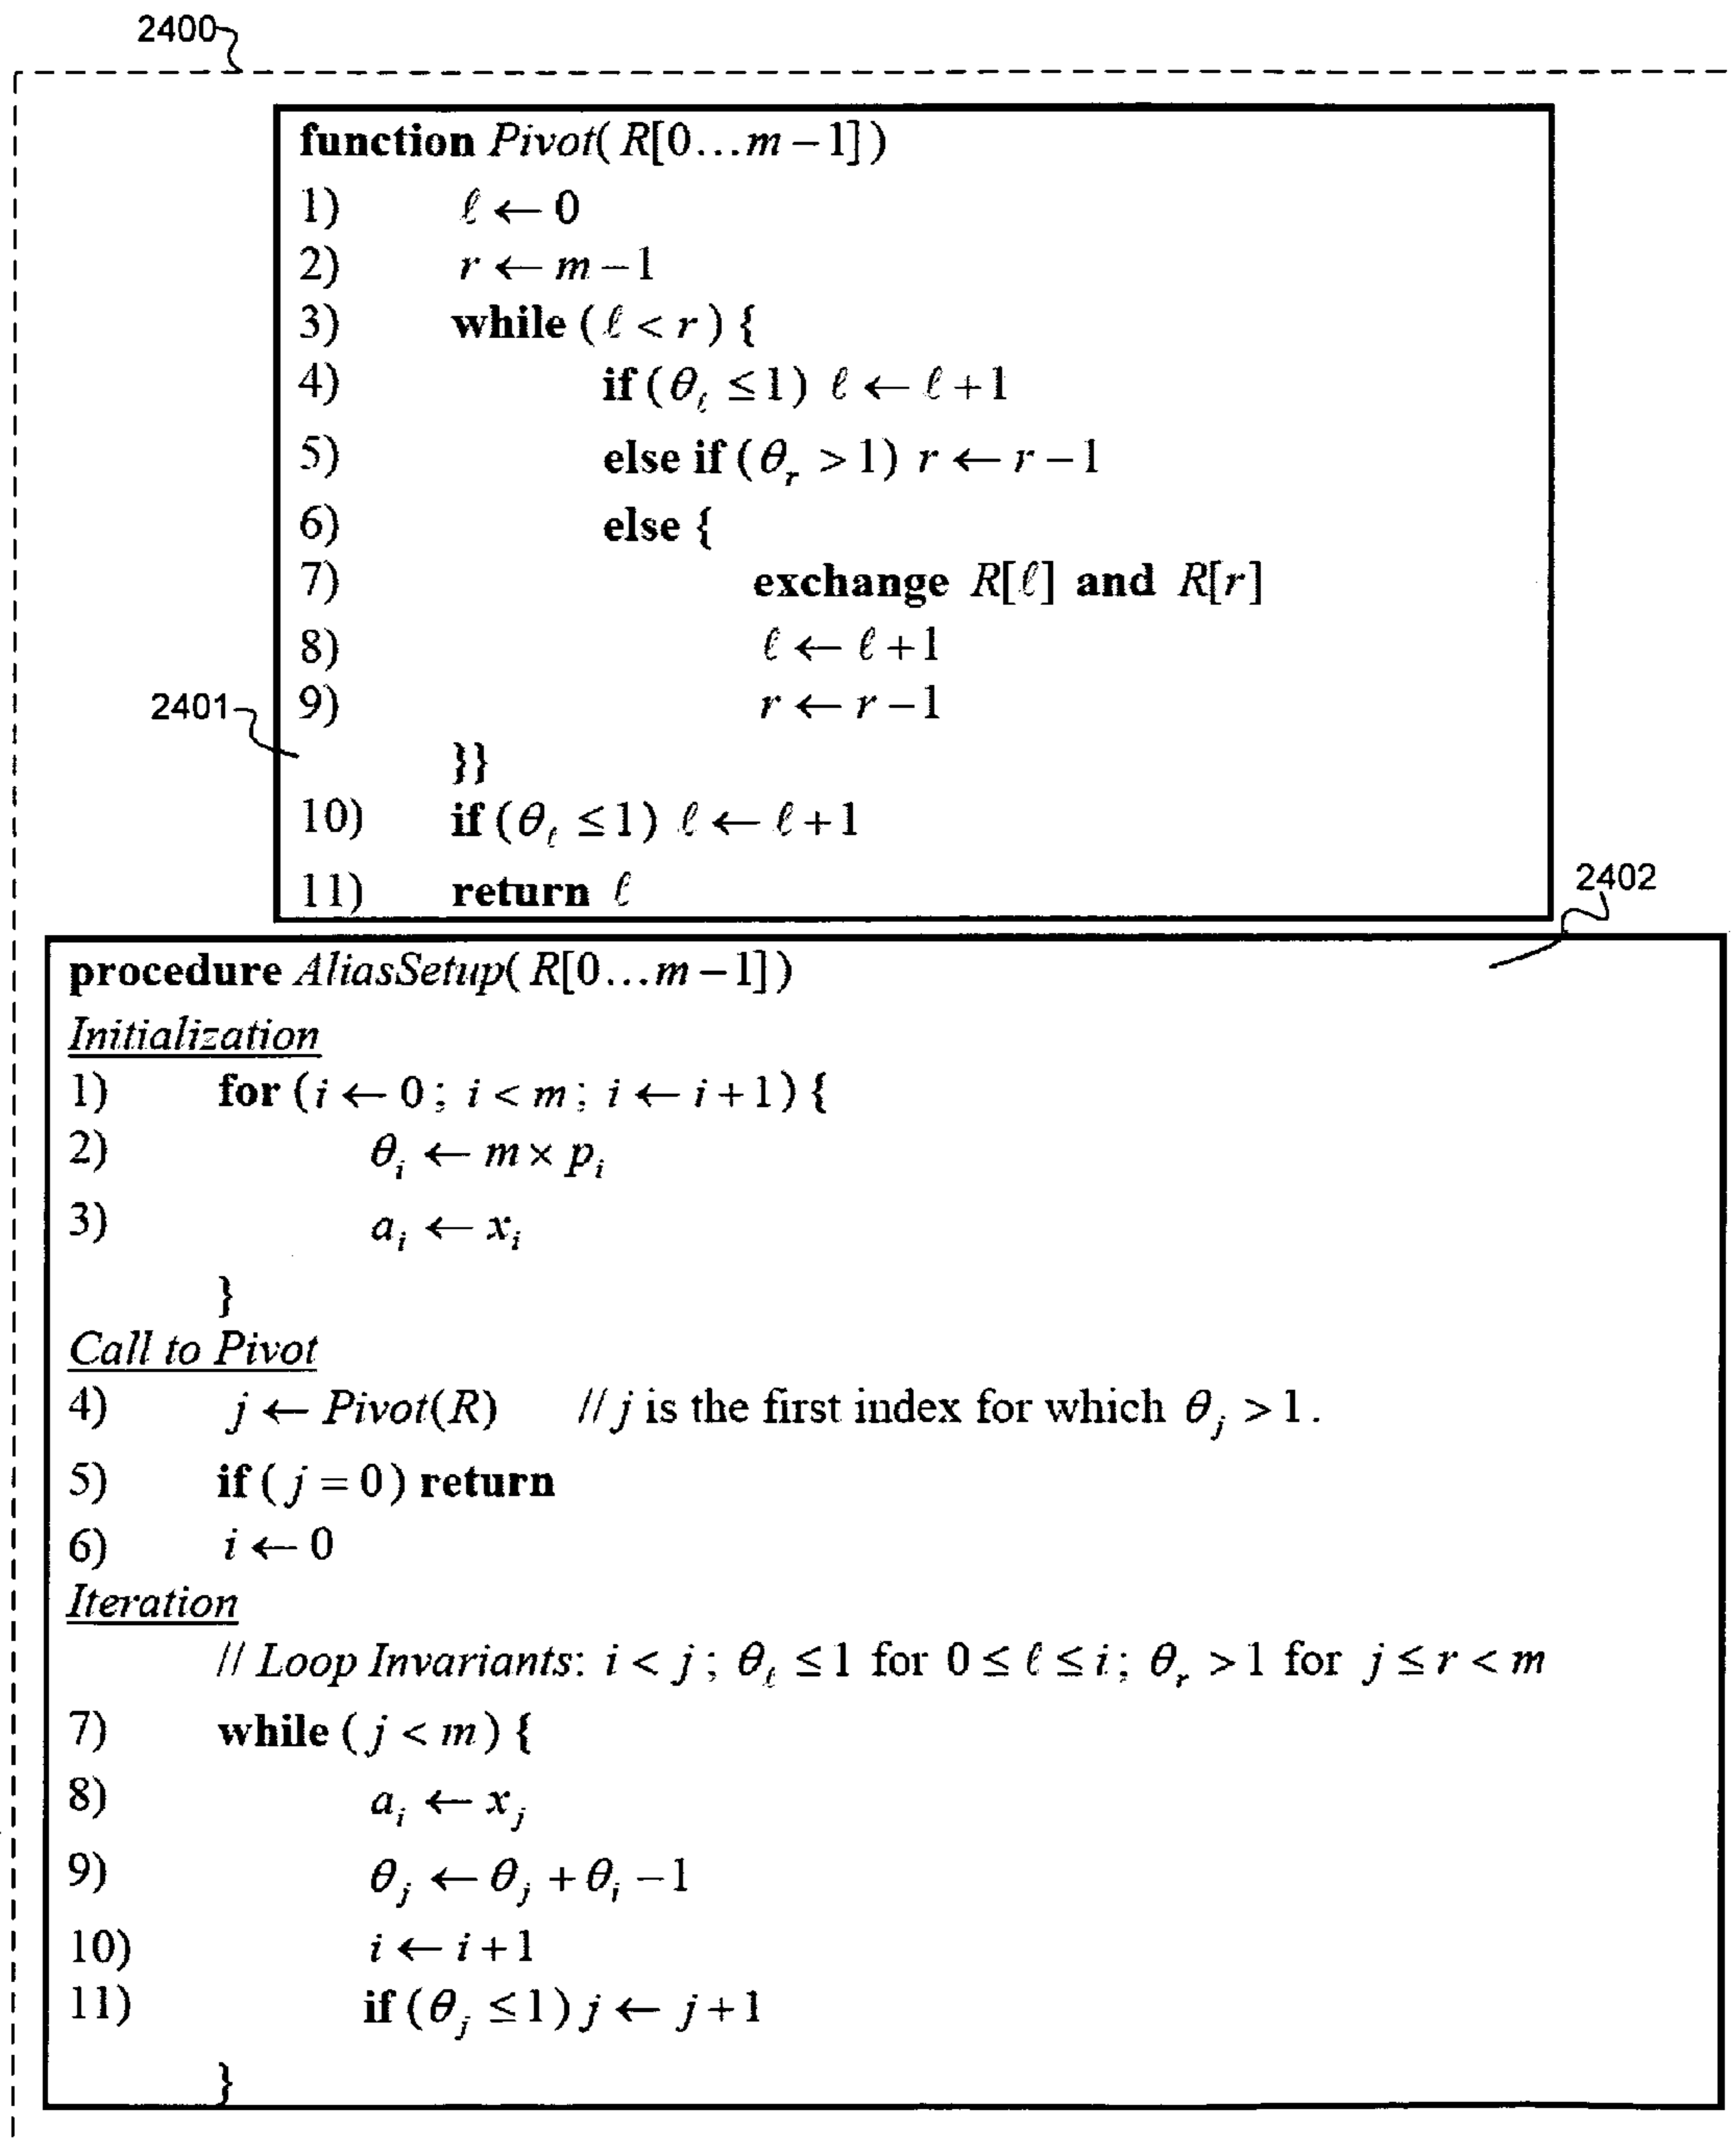 2400
function Pivot( R[0…m−1])
1) ℓ ← 0
2) r ← m−1
3) while ( ℓ < r ) {
4) if ( θ_ℓ ≤ 1) ℓ ← ℓ+1
5) else if ( θ_r > 1) r ← r−1
6) else {
7) exchange R[ℓ] and R[r]
8) ℓ ← ℓ+1
9) r ← r−1
2401
}}
10) if ( θ_ℓ ≤ 1) ℓ ← ℓ+1
11) return ℓ
2402
procedure AliasSetup( R[0…m−1])
Initialization
1) for (i ← 0; i < m; i ← i+1) {
2) θ_i ← m × p_i
3) a_i ← x_i
}
Call to Pivot
4) j ← Pivot(R) // j is the first index for which θ_j > 1.
5) if ( j = 0) return
6) i ← 0
Iteration
// Loop Invariants: i < j; θ_ℓ ≤ 1 for 0 ≤ ℓ ≤ i; θ_r > 1 for j ≤ r < m
7) while ( j < m) {
8) a_i ← x_j
9) θ_j ← θ_j + θ_i − 1
10) i ← i+1
11) if ( θ_j ≤ 1) j ← j+1
}